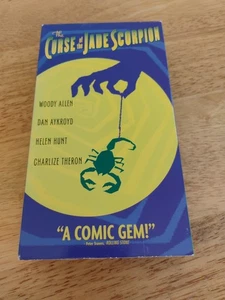 The
CURSE of the JADE SCORPION
WOODY ALLEN
DAN AYKROYD
HELEN HUNT
CHARLIZE THERON
"A COMIC GEM!"